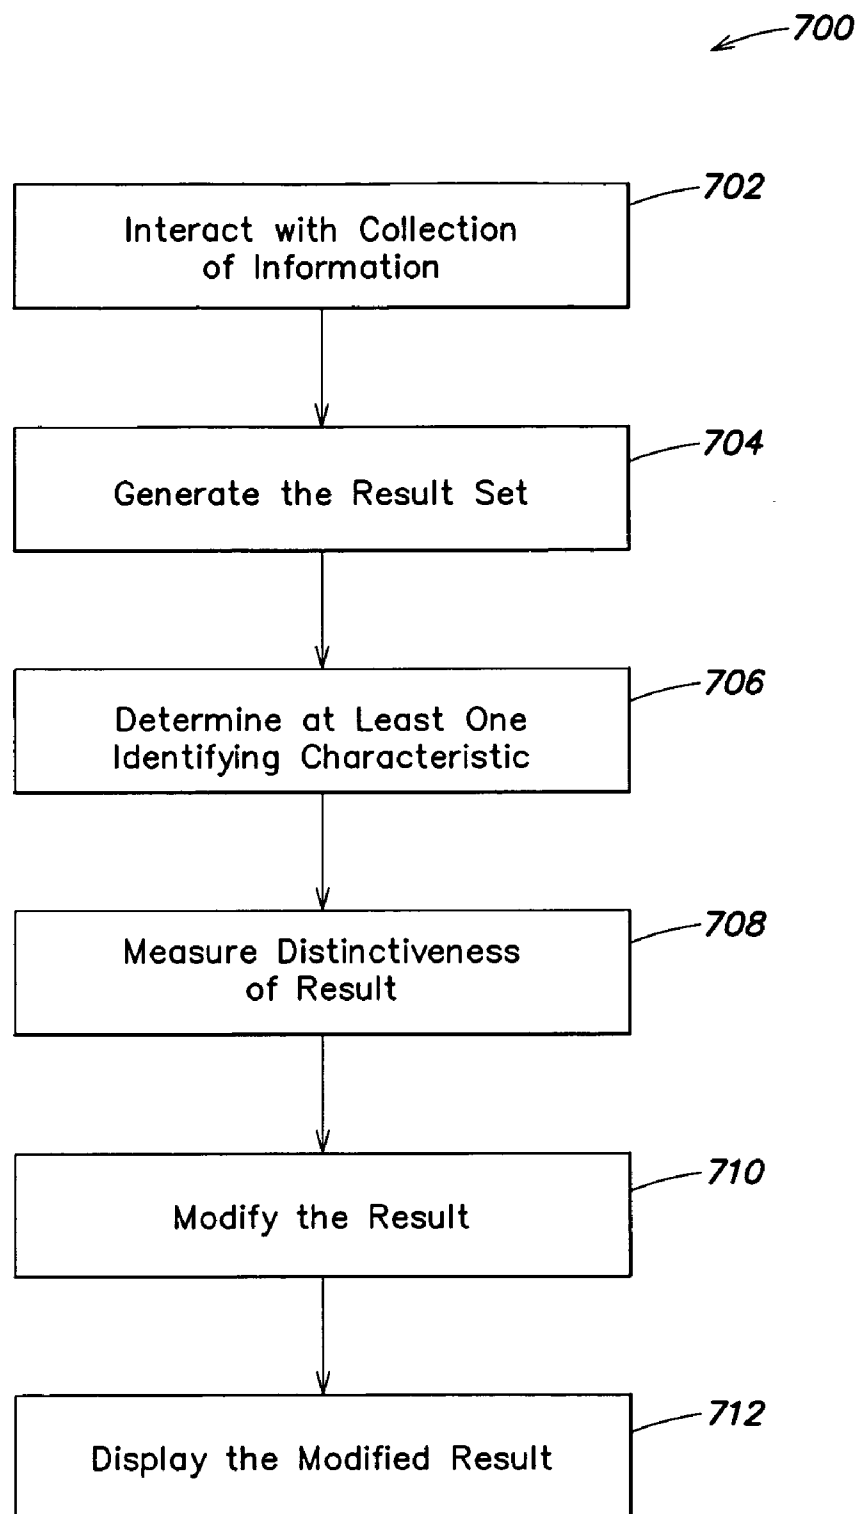 700
702
Interact with Collection
of Information
704
Generate the Result Set
706
Determine at Least One
Identifying Characteristic
708
Measure Distinctiveness
of Result
710
Modify the Result
712
Display the Modified Result